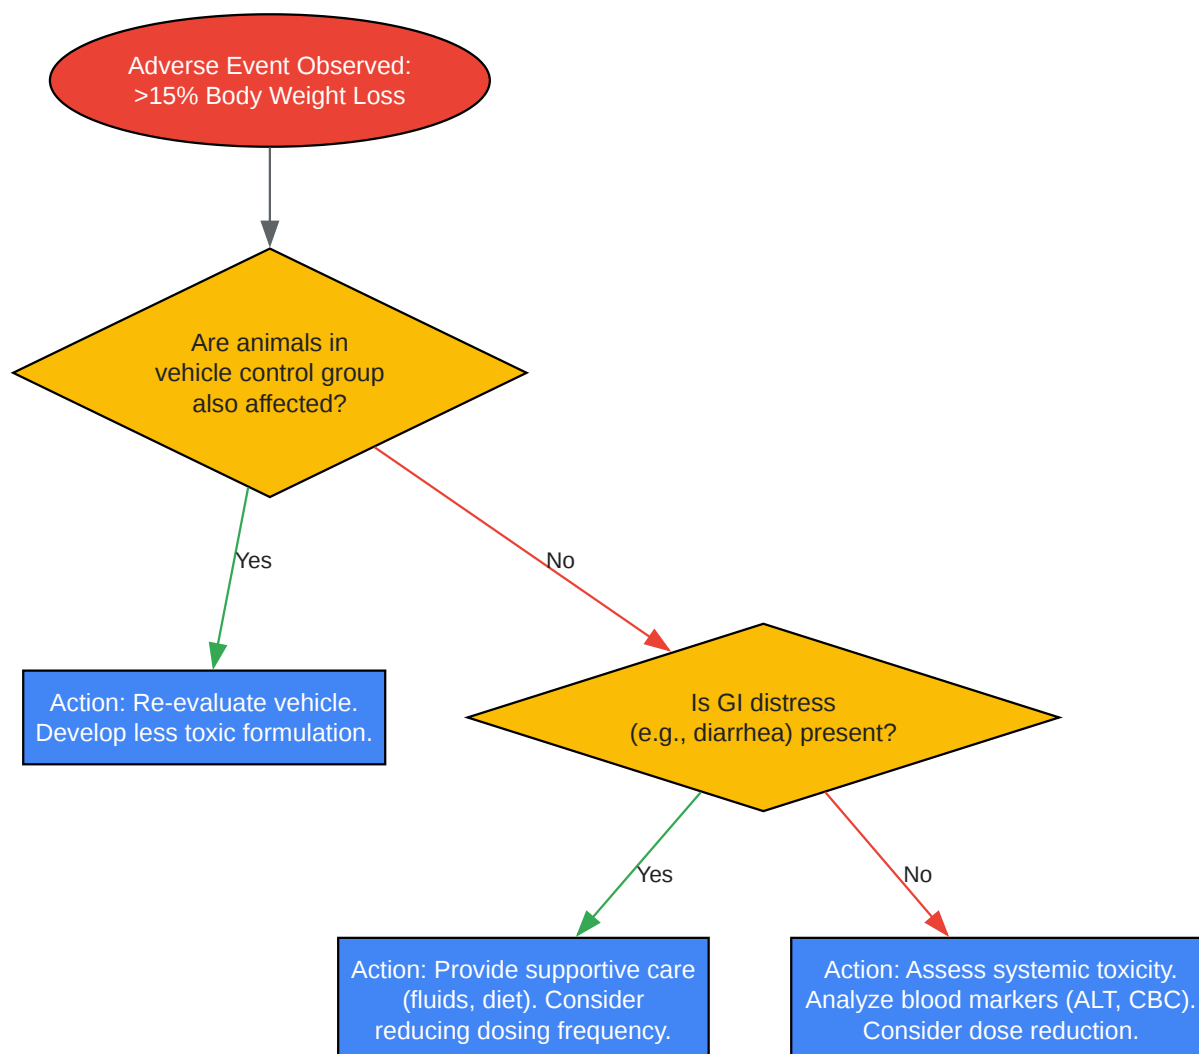 Adverse Event Observed:
>15% Body Weight Loss
Are animals in
vehicle control group
also affected?
Yes
No
Action: Re-evaluate vehicle.
Develop less toxic formulation.
Is GI distress
(e.g., diarrhea) present?
Yes
No
Action: Provide supportive care
(fluids, diet). Consider
reducing dosing frequency.
Action: Assess systemic toxicity.
Analyze blood markers (ALT, CBC).
Consider dose reduction.